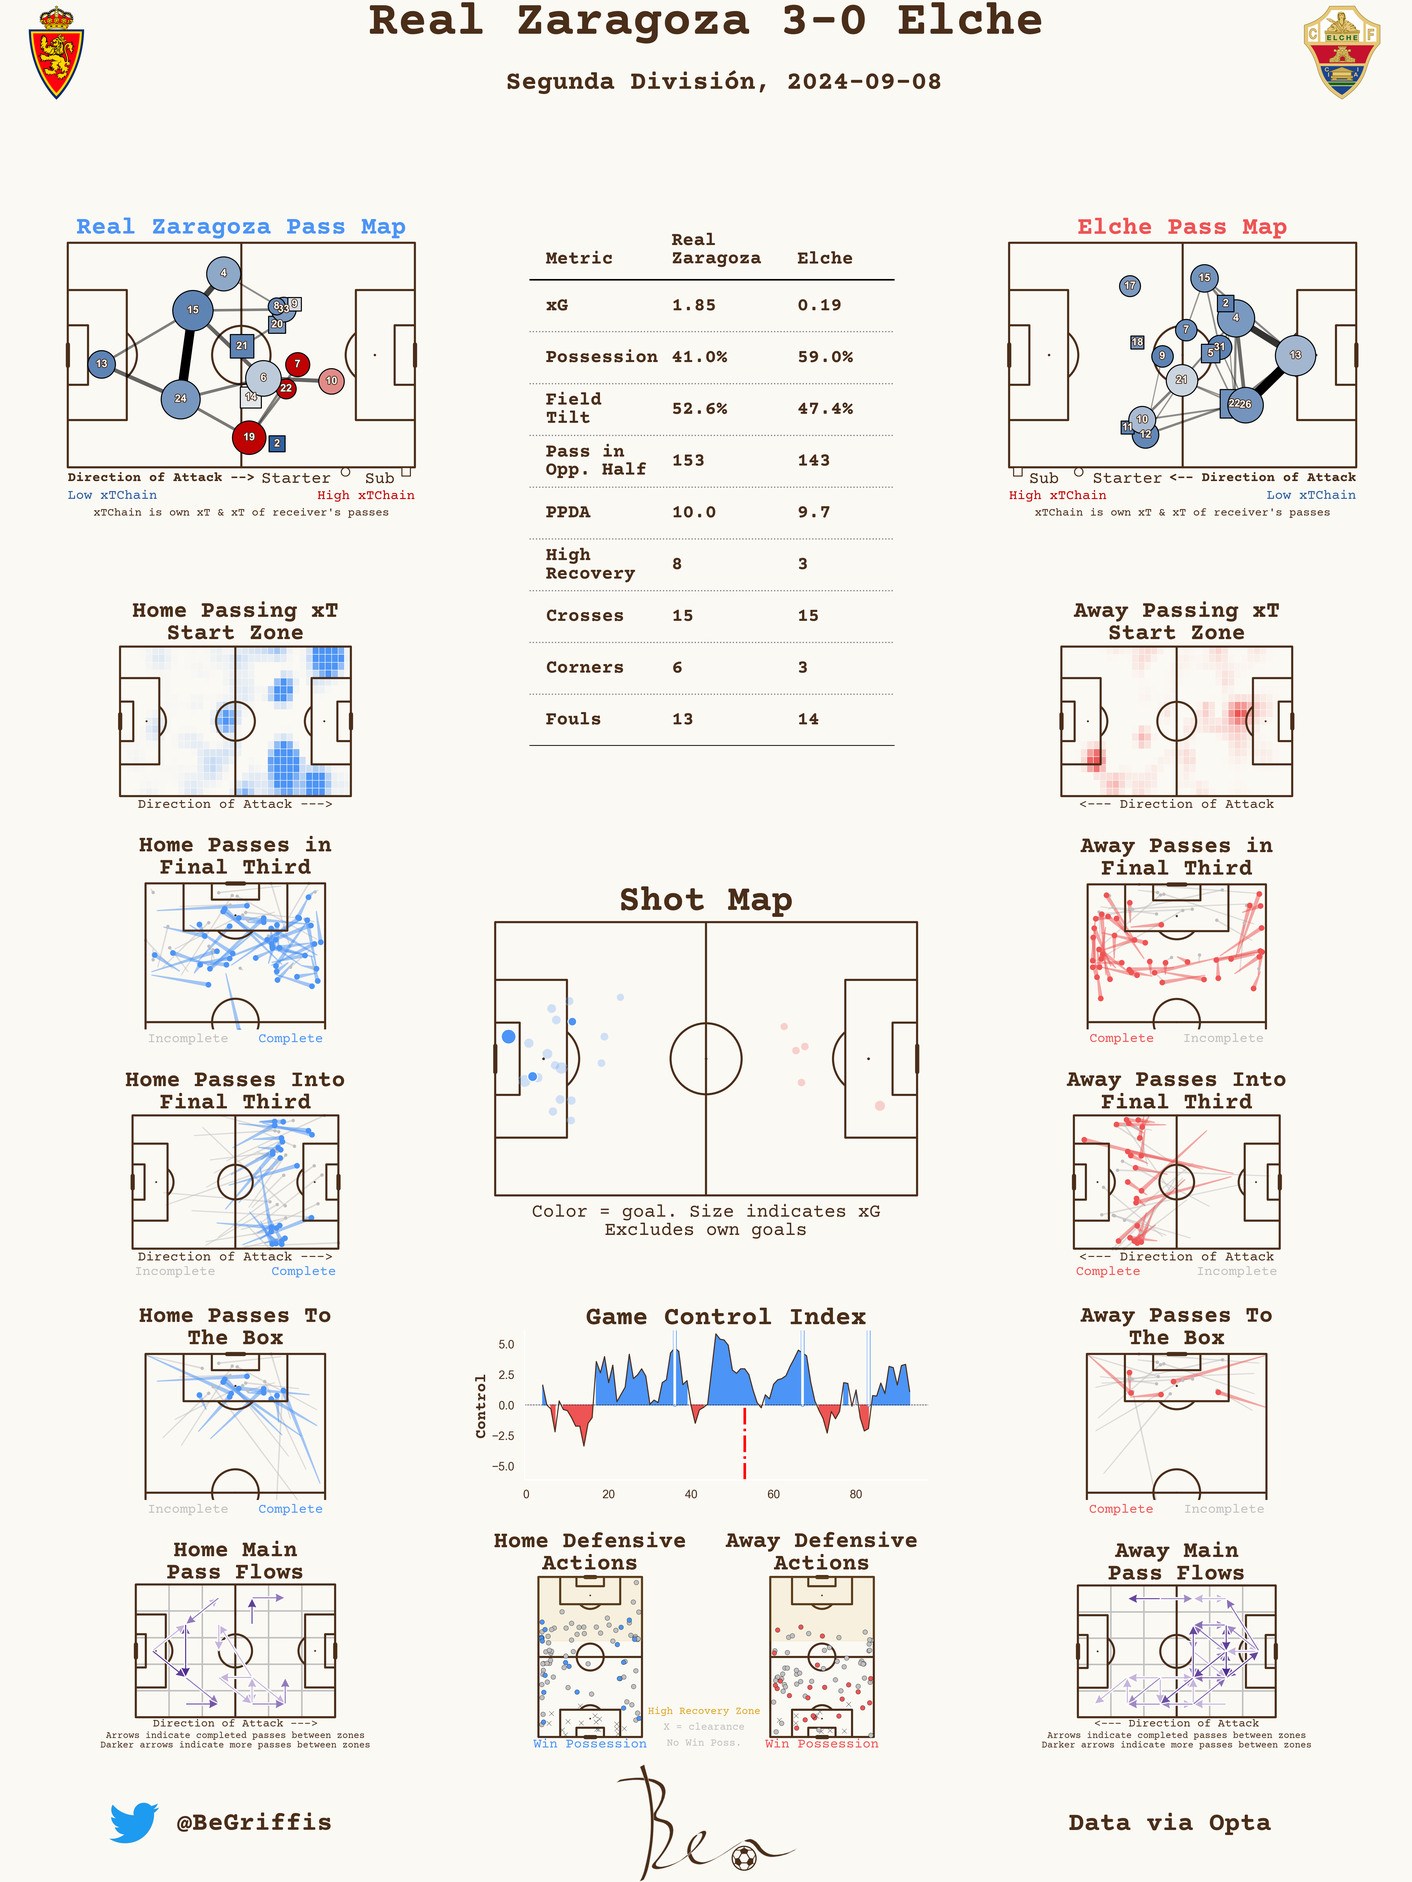 Real Zaragoza 3-0 Elche
Segunda División, 2024-09-08
C F
ELCHE
Real Zaragoza Pass Map
4
15
8
33
9
20
21
13
7
6
10
22
24
14
19
2
Direction of Attack --> Starter Sub
Low xTChain High xTChain
xTChain is own xT & xT of receiver's passes
Metric Real Zaragoza Elche
xG 1.85 0.19
Possession 41.0% 59.0%
Field Tilt 52.6% 47.4%
Pass in Opp. Half 153 143
PPDA 10.0 9.7
High Recovery 8 3
Crosses 15 15
Corners 6 3
Fouls 13 14
Elche Pass Map
15
17
2
4
7
18
31
9
5
13
21
22
26
10
11
12
Sub Starter <-- Direction of Attack
High xTChain Low xTChain
xTChain is own xT & xT of receiver's passes
Home Passing xT
Start Zone
Direction of Attack --->
Away Passing xT
Start Zone
<--- Direction of Attack
Home Passes in
Final Third
Incomplete Complete
Away Passes in
Final Third
Complete Incomplete
Shot Map
Color = goal. Size indicates xG
Excludes own goals
Home Passes Into
Final Third
Direction of Attack --->
Incomplete Complete
Away Passes Into
Final Third
<--- Direction of Attack
Complete Incomplete
Home Passes To
The Box
Incomplete Complete
Game Control Index
Control
5.0
2.5
0.0
−2.5
−5.0
0 20 40 60 80
Away Passes To
The Box
Complete Incomplete
Home Main
Pass Flows
Direction of Attack --->
Arrows indicate completed passes between zones
Darker arrows indicate more passes between zones
Home Defensive
Actions
Win Possession
High Recovery Zone
X = clearance
No Win Poss.
Away Defensive
Actions
Win Possession
Away Main
Pass Flows
<--- Direction of Attack
Arrows indicate completed passes between zones
Darker arrows indicate more passes between zones
@BeGriffis
Ben
Data via Opta